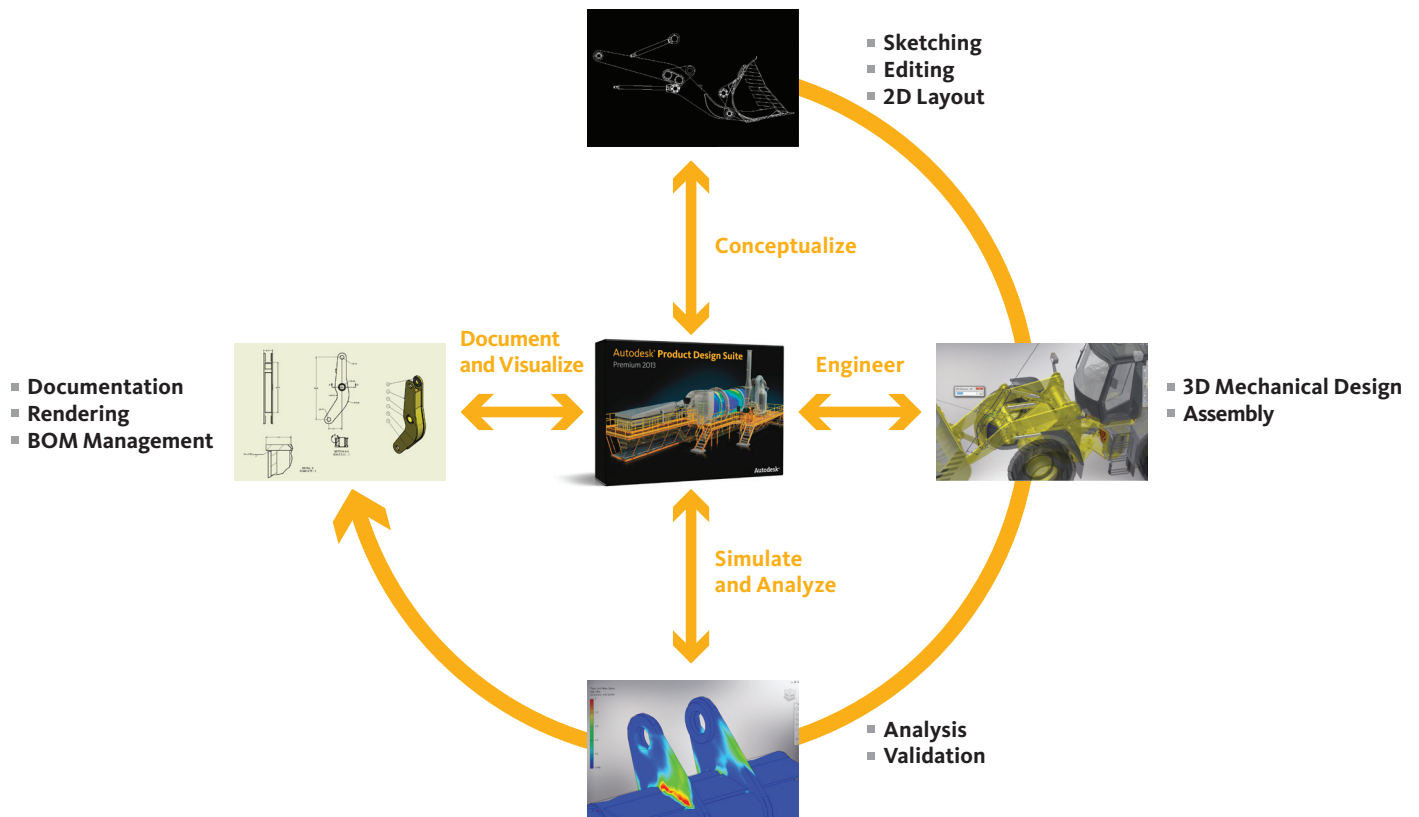 Sketching
Editing
2D Layout
Conceptualize
Document
and Visualize
Autodesk® Product Design Suite
Premium 2013
Autodesk®
Engineer
Documentation
Rendering
BOM Management
3D Mechanical Design
Assembly
Simulate
and Analyze
Analysis
Validation